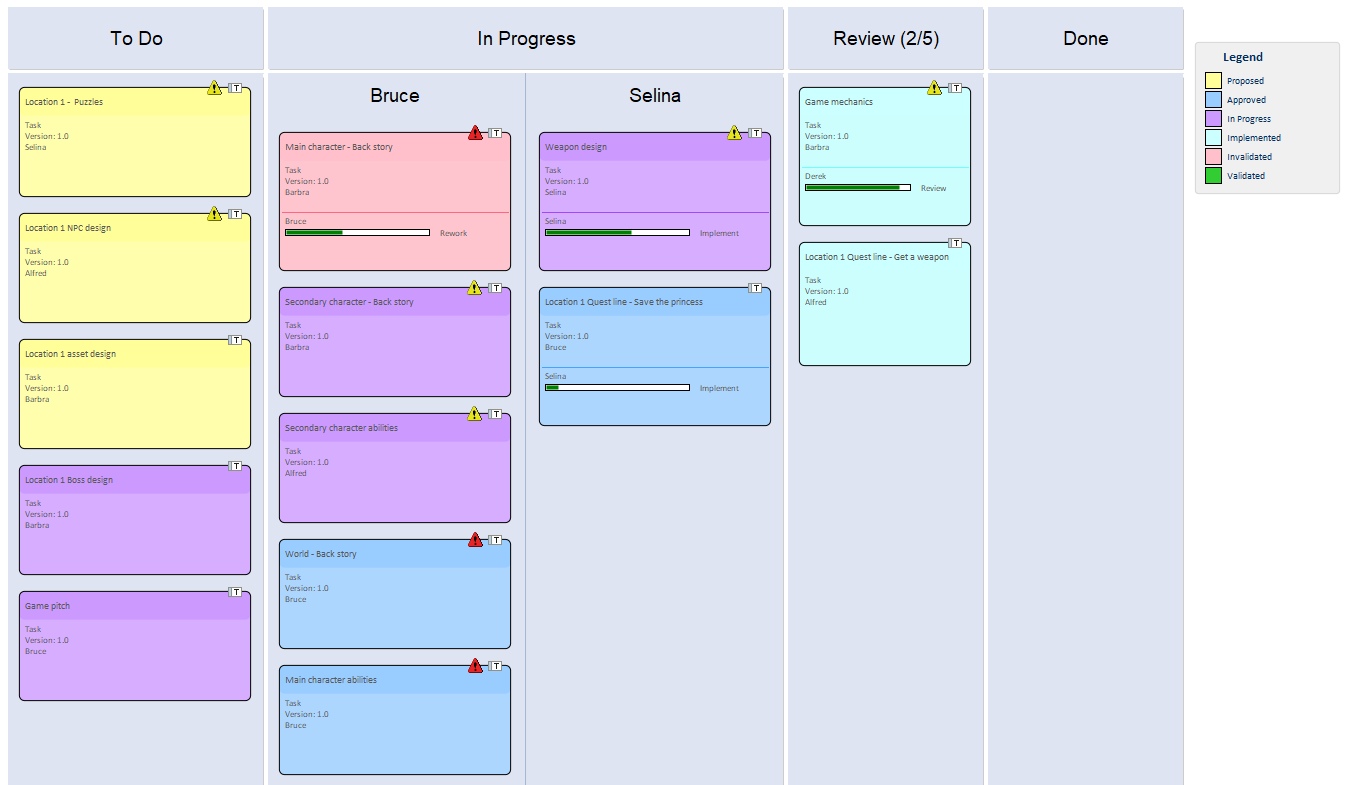 To Do
Location 1 -  Puzzles
T
Task
Version: 1.0
Selina
Location 1 NPC design
T
Task
Version: 1.0
Alfred
Location 1 asset design
T
Task
Version: 1.0
Barbra
Location 1 Boss design
T
Task
Version: 1.0
Barbra
Game pitch
T
Task
Version: 1.0
Bruce
In Progress
Bruce
Main character - Back story
T
Task
Version: 1.0
Barbra
Bruce
Rework
Secondary character - Back story
T
Task
Version: 1.0
Barbra
Secondary character abilities
T
Task
Version: 1.0
Alfred
World - Back story
T
Task
Version: 1.0
Bruce
Main character abilities
T
Task
Version: 1.0
Bruce
Selina
Weapon design
T
Task
Version: 1.0
Selina
Selina
Implement
Location 1 Quest line - Save the princess
T
Task
Version: 1.0
Bruce
Selina
Implement
Review (2/5)
Game mechanics
T
Task
Version: 1.0
Barbra
Derek
Review
Location 1 Quest line - Get a weapon
T
Task
Version: 1.0
Alfred
Done
Legend
Proposed
Approved
In Progress
Implemented
Invalidated
Validated